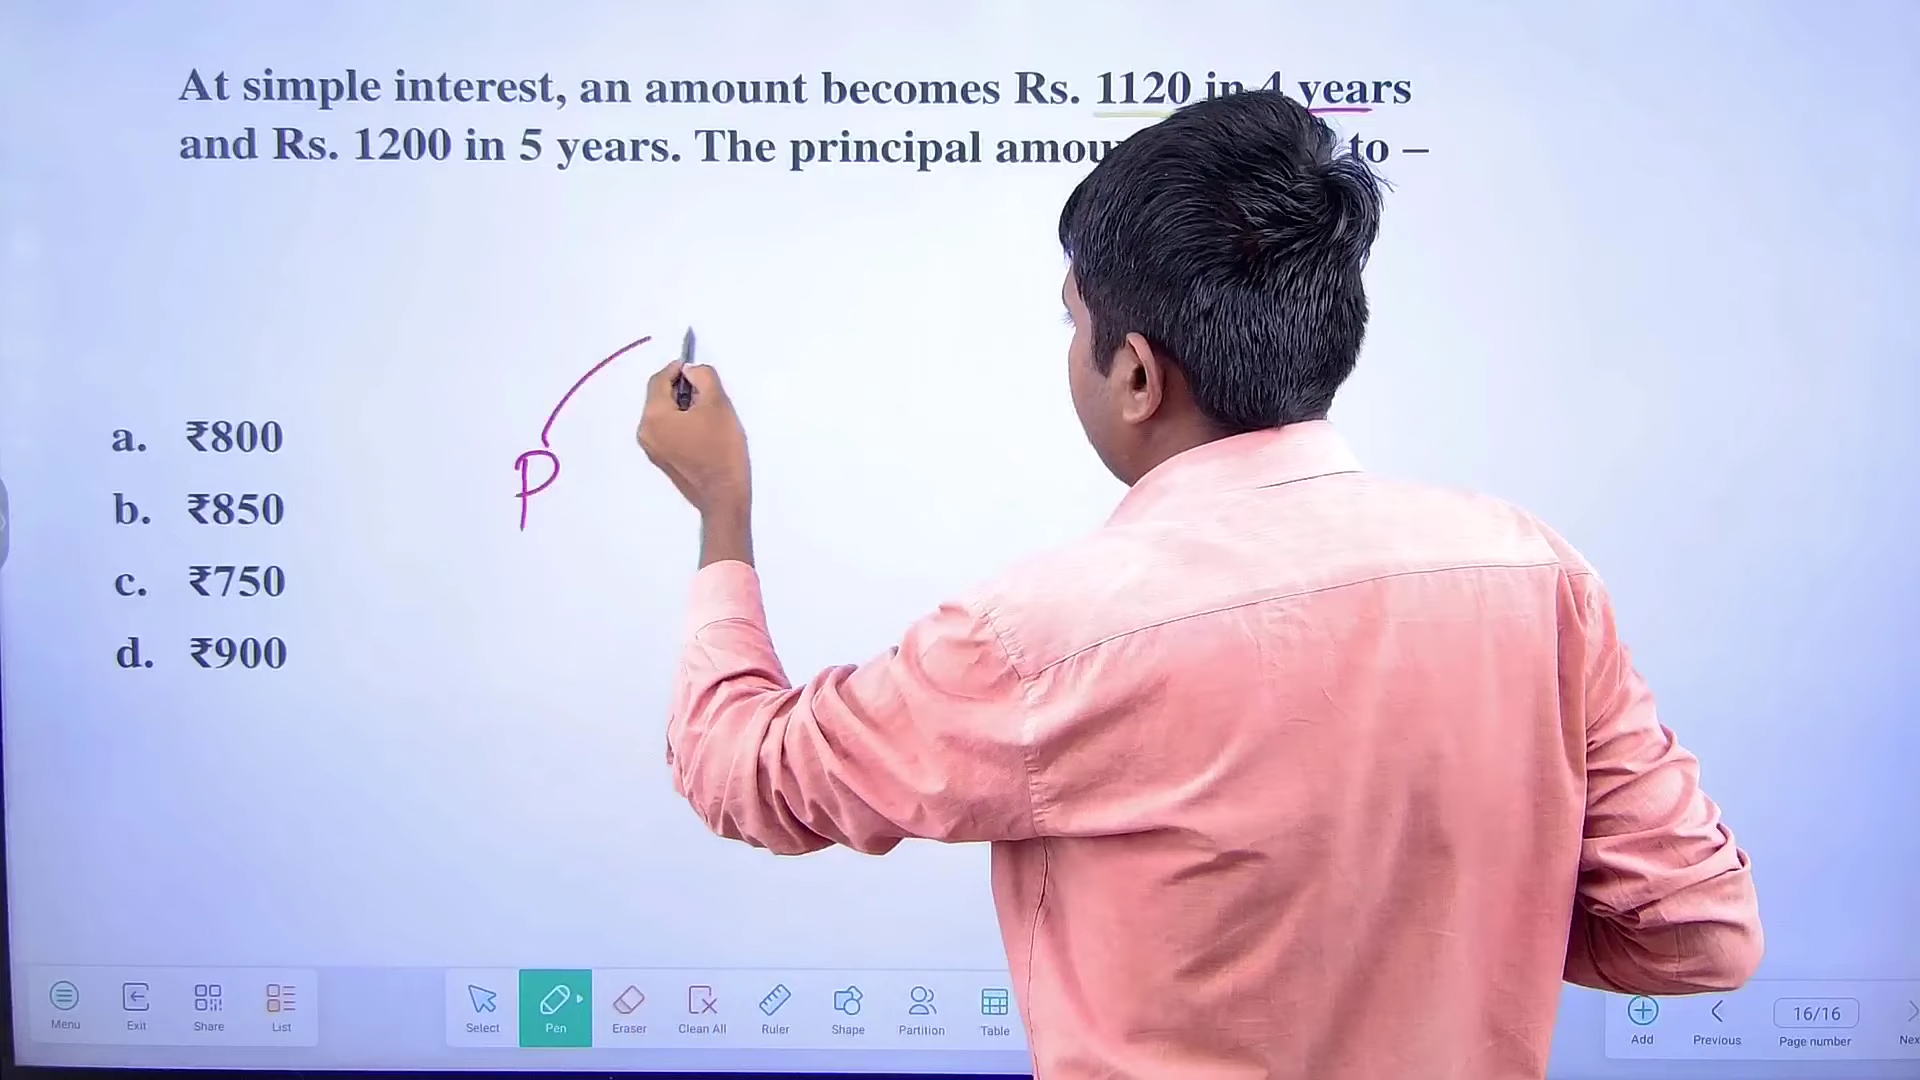 At simple interest, an amount becomes Rs. 1120 in 4 years
and Rs. 1200 in 5 years. The principal to –
P
a. ₹800
b. ₹850
c. ₹750
d. ₹900
Menu Exit Share List Select Pen Eraser Clean All Ruler Shape Partition Table Add Previous 16/16 Page number